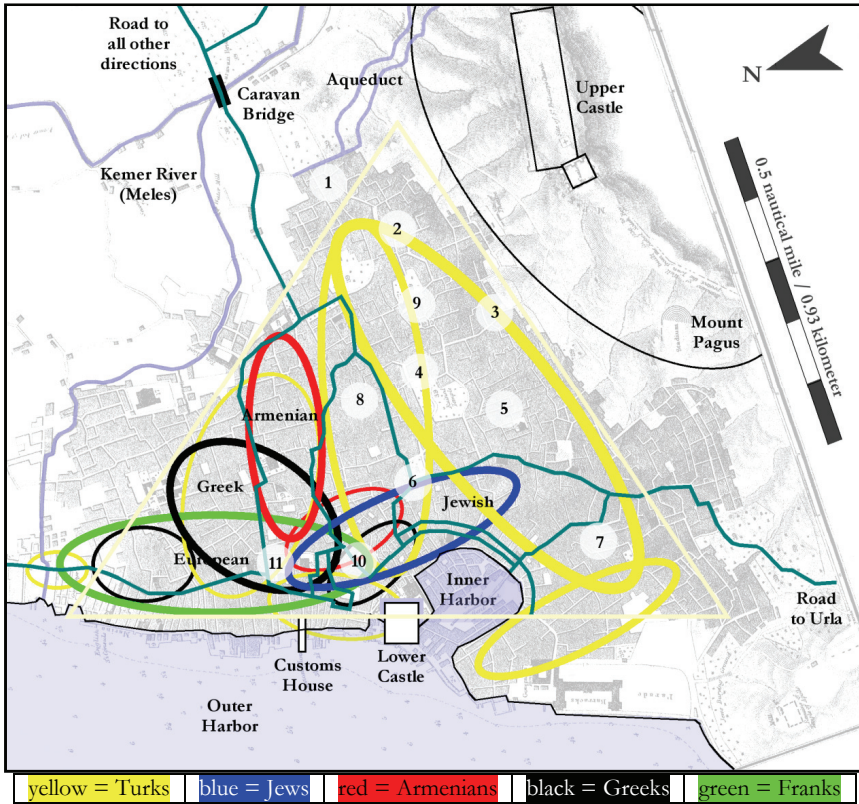 Road to
all other
directions
Aqueduct
Caravan
Bridge
Upper
Castle
N
Kemer River
(Meles)
0.5 nautical mile / 0.93 kilometer
1
2
9
3
Mount
Pagus
4
8
5
Armenian
Greek
6
Jewish
European
11
10
7
Inner
Harbor
Road
to Urla
Customs
House
Lower
Castle
Outer
Harbor
yellow = Turks
blue = Jews
red = Armenians
black = Greeks
green = Franks